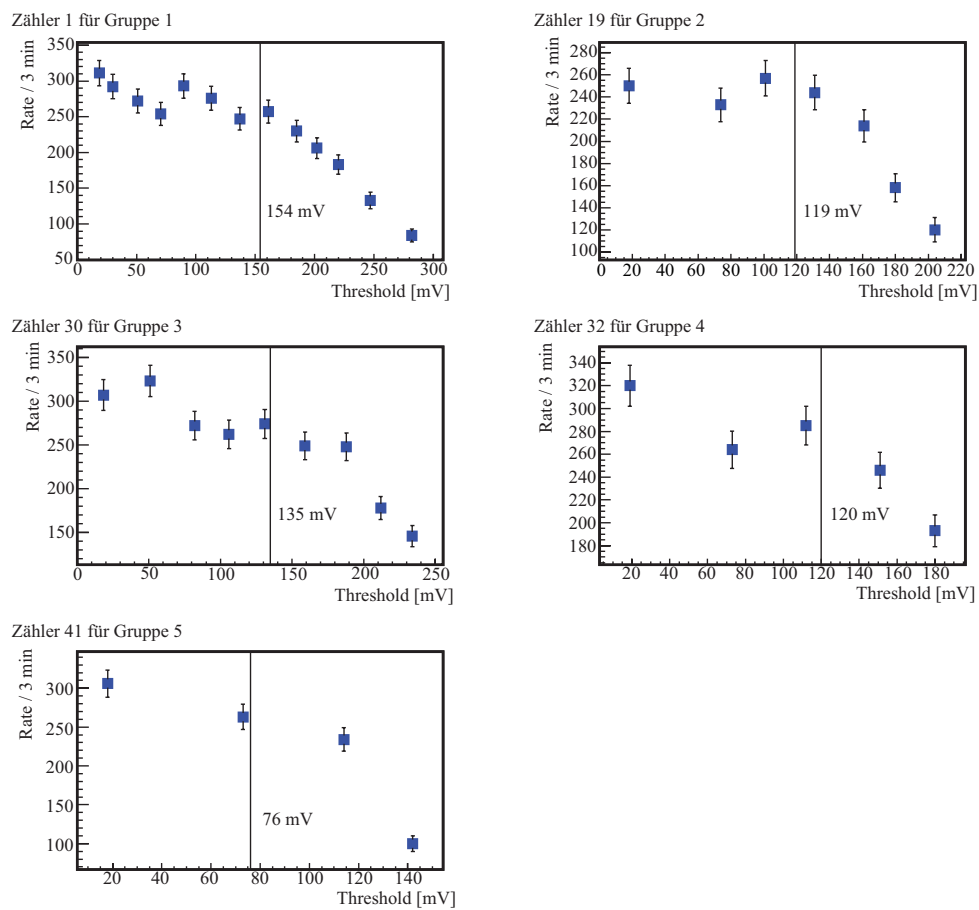 Zähler 1 für Gruppe 1
Rate / 3 min
350
300
250
200
150
100
50
154 mV
0 50 100 150 200 250 300
Threshold [mV]
Zähler 19 für Gruppe 2
Rate / 3 min
280
260
240
220
200
180
160
140
120
100
119 mV
0 20 40 60 80 100 120 140 160 180 200 220
Threshold [mV]
Zähler 30 für Gruppe 3
Rate / 3 min
350
300
250
200
150
135 mV
0 50 100 150 200 250
Threshold [mV]
Zähler 32 für Gruppe 4
Rate / 3 min
340
320
300
280
260
240
220
200
180
120 mV
20 40 60 80 100 120 140 160 180
Threshold [mV]
Zähler 41 für Gruppe 5
Rate / 3 min
300
250
200
150
100
76 mV
20 40 60 80 100 120 140
Threshold [mV]